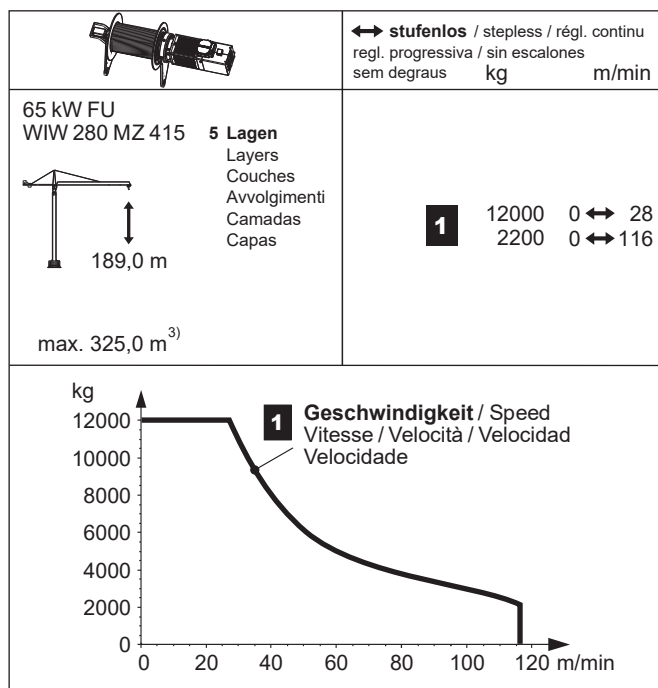 ↔ stufenlos / stepless / régl. continu
regl. progressiva / sin escalones
sem degraus kg m/min
65 kW FU
WIW 280 MZ 415
5 Lagen
Layers
Couches
Avvolgimenti
Camadas
Capas
189,0 m
max. 325,0 m 3)
1
12000 0 ↔ 28
2200 0 ↔ 116
kg
12000
10000
8000
6000
4000
2000
0
1 Geschwindigkeit / Speed
Vitesse / Velocità / Velocidad
Velocidade
0 20 40 60 80 100 120 m/min